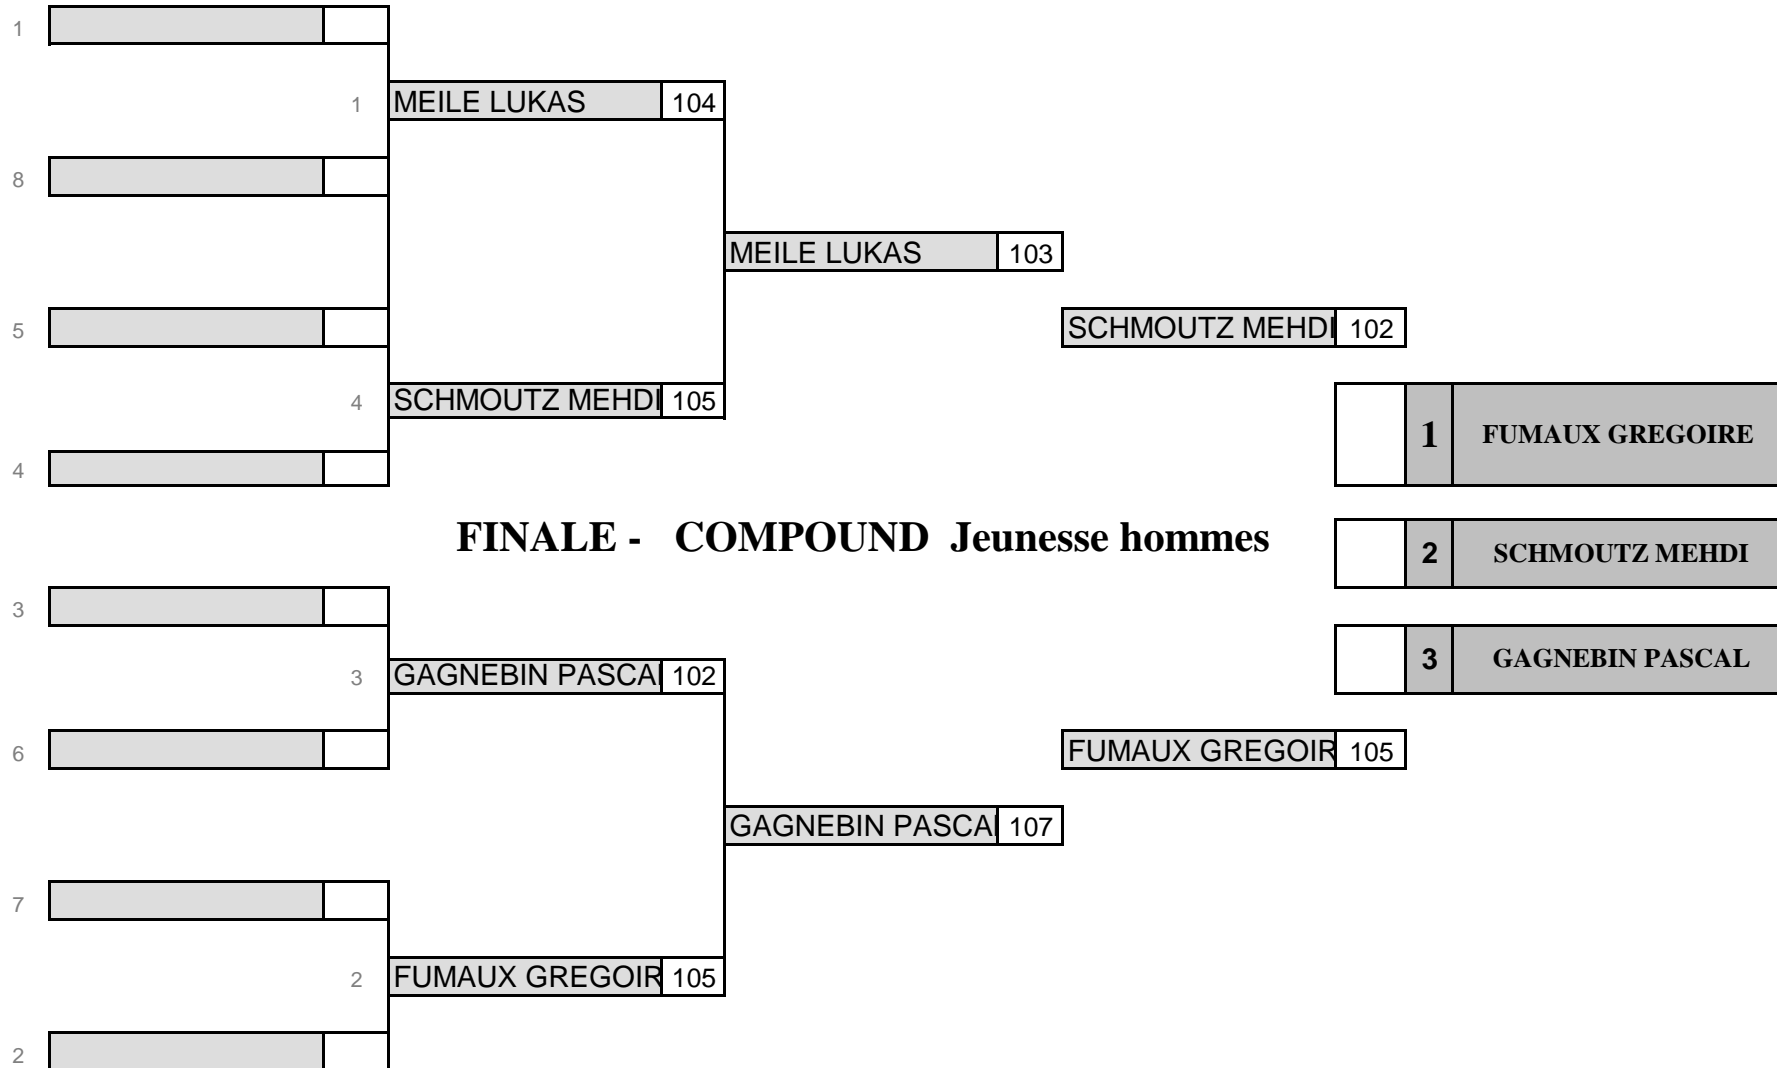 1
1 MEILE LUKAS 104
8
MEILE LUKAS 103
5
SCHMOUTZ MEHDI 102
4 SCHMOUTZ MEHDI 105
1 FUMAUX GREGOIRE
4
FINALE - COMPOUND Jeunesse hommes
2 SCHMOUTZ MEHDI
3
3 GAGNEBIN PASCAL 102
3 GAGNEBIN PASCAL
6
FUMAUX GREGOIR 105
GAGNEBIN PASCAL 107
7
2 FUMAUX GREGOIR 105
2